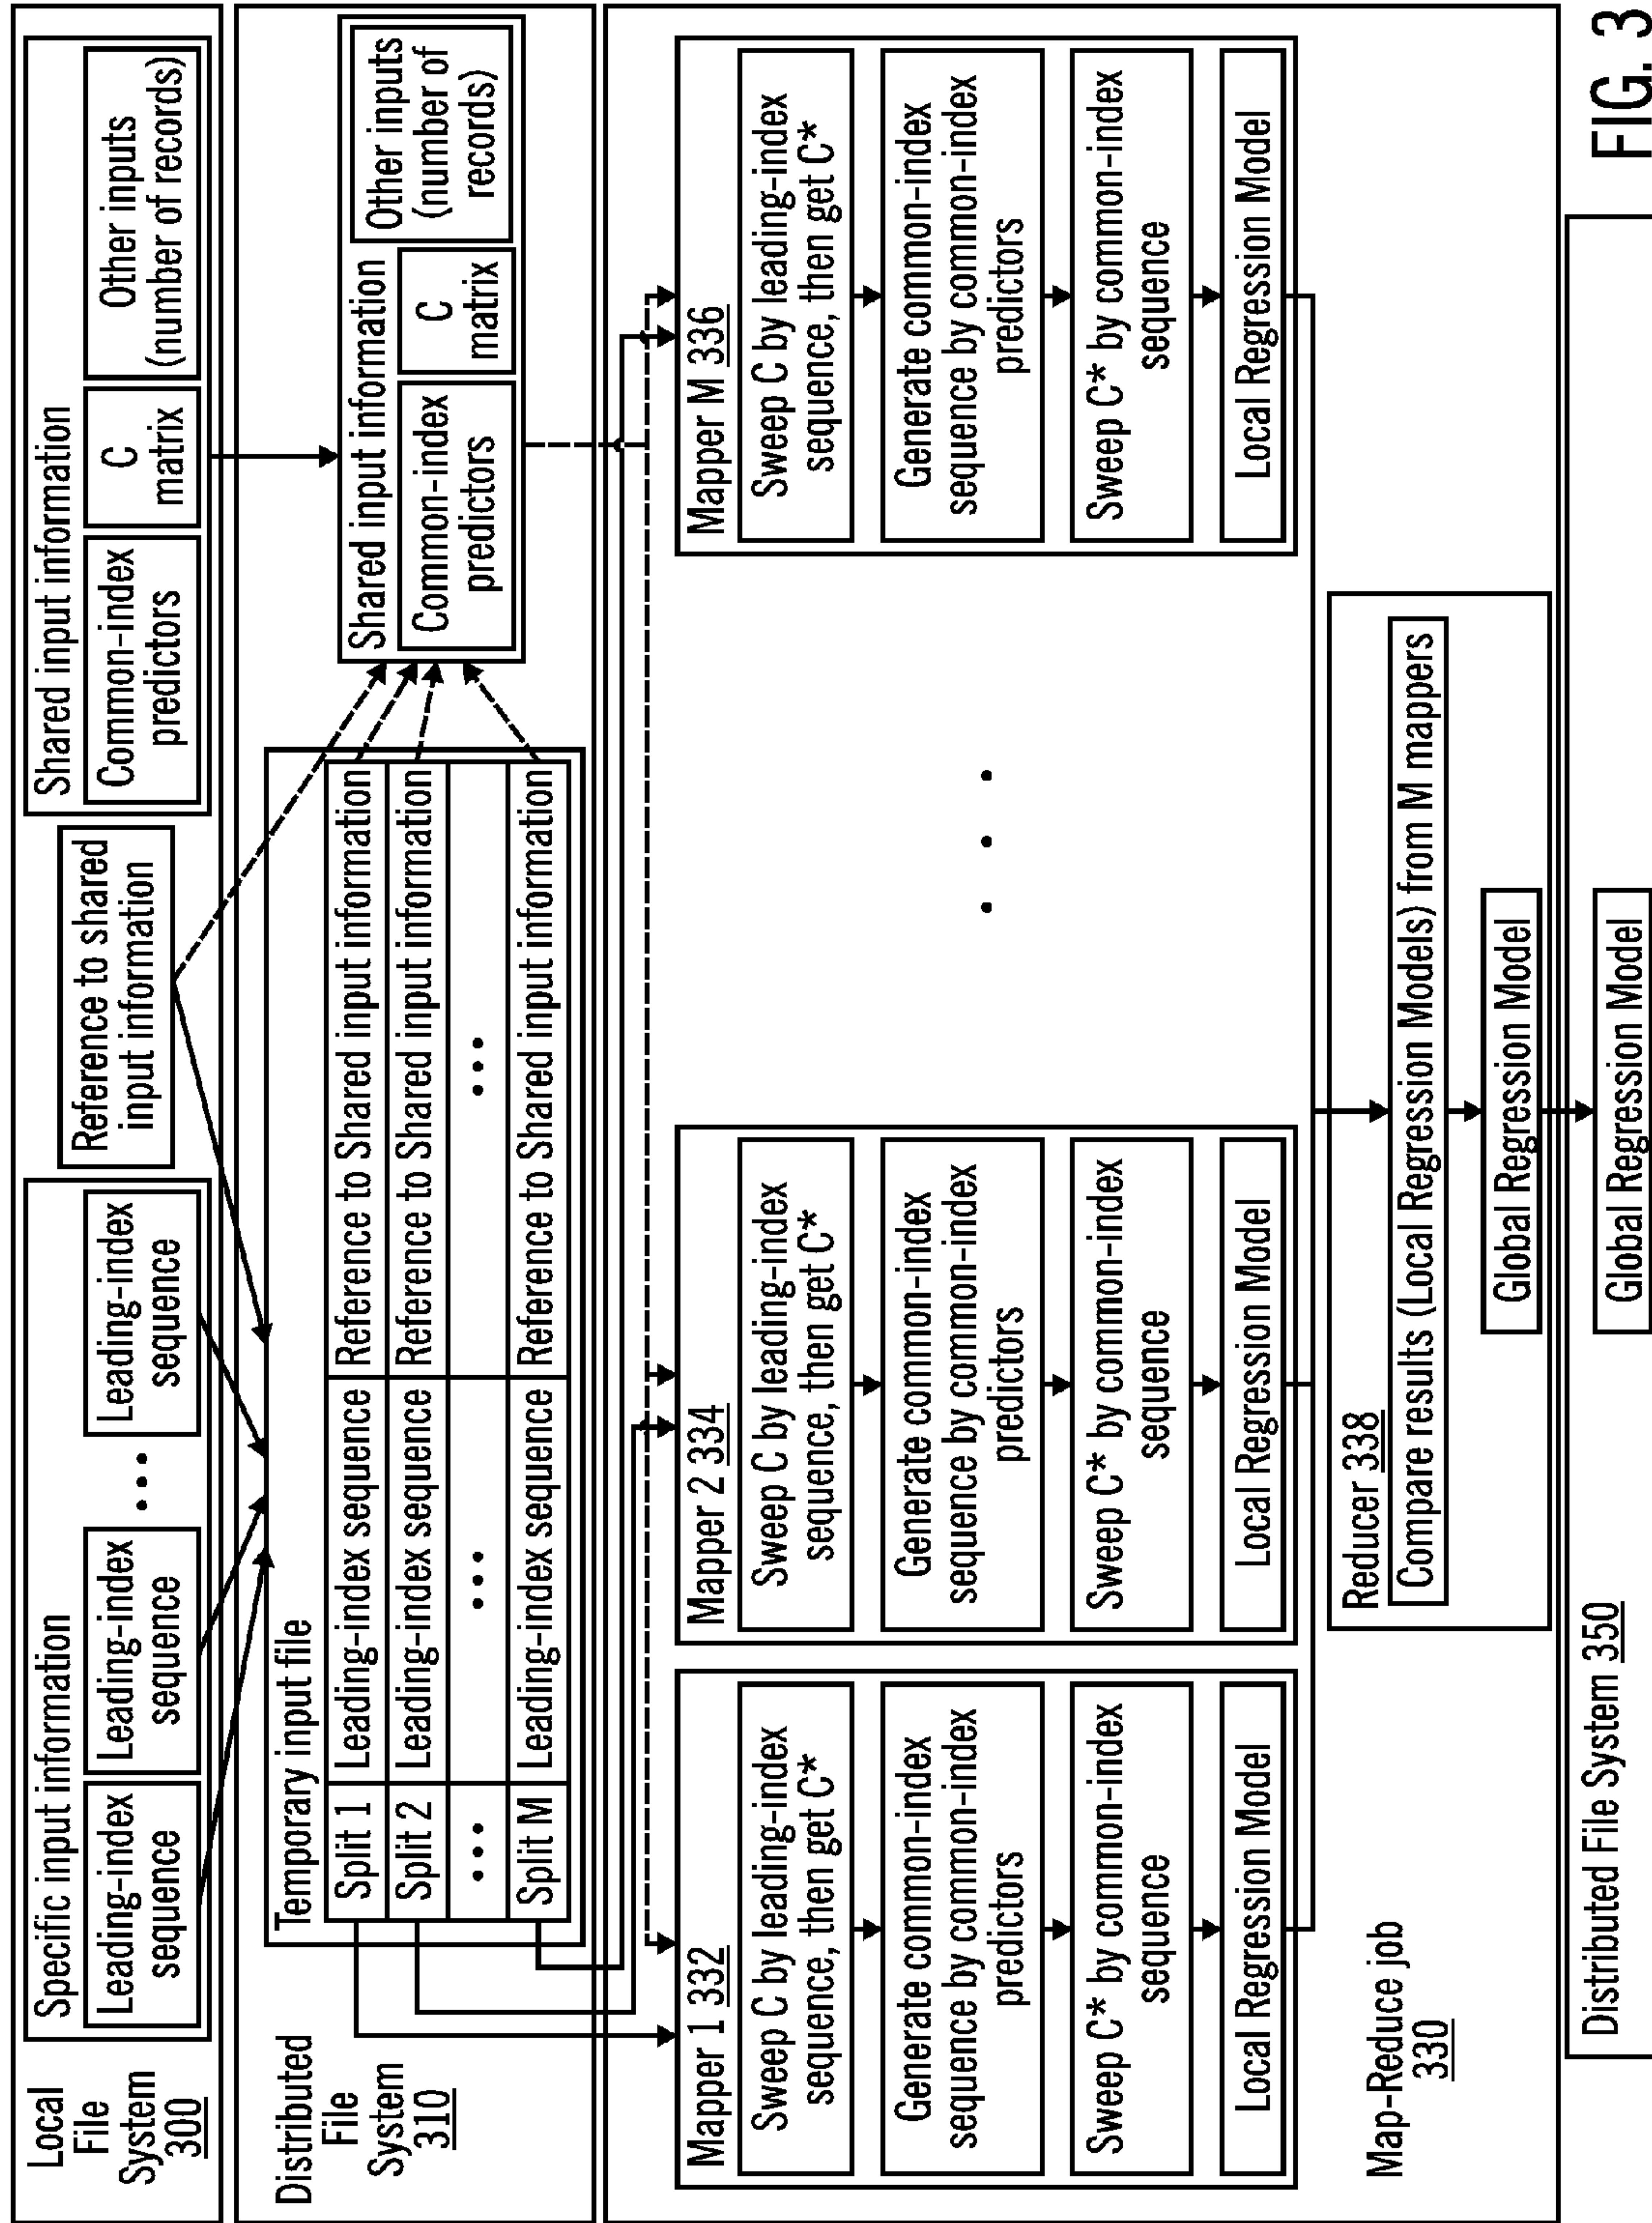 Local
File
System
300
Specific input information
Leading-index
sequence
Leading-index
sequence
•••
Leading-index
sequence
Reference to shared
input information
Shared input information
Common-index
predictors
C
matrix
Other inputs
(number of records)
Distributed
File
System
310
Temporary input file
Split 1 Leading-index sequence Reference to Shared input information
Split 2 Leading-index sequence Reference to Shared input information
••• ••• •••
Split M Leading-index sequence Reference to Shared input information
Shared input information
Common-index
predictors
C
matrix
Other inputs
(number of
records)
Mapper 1 332
Sweep C by leading-index
sequence, then get C*
Generate common-index
sequence by common-index
predictors
Sweep C* by common-index
sequence
Local Regression Model
Mapper 2 334
Sweep C by leading-index
sequence, then get C*
Generate common-index
sequence by common-index
predictors
Sweep C* by common-index
sequence
Local Regression Model
• • •
Mapper M 336
Sweep C by leading-index
sequence, then get C*
Generate common-index
sequence by common-index
predictors
Sweep C* by common-index
sequence
Local Regression Model
Map-Reduce job
330
Reducer 338
Compare results (Local Regression Models) from M mappers
Global Regression Model
Distributed File System 350
Global Regression Model
FIG. 3